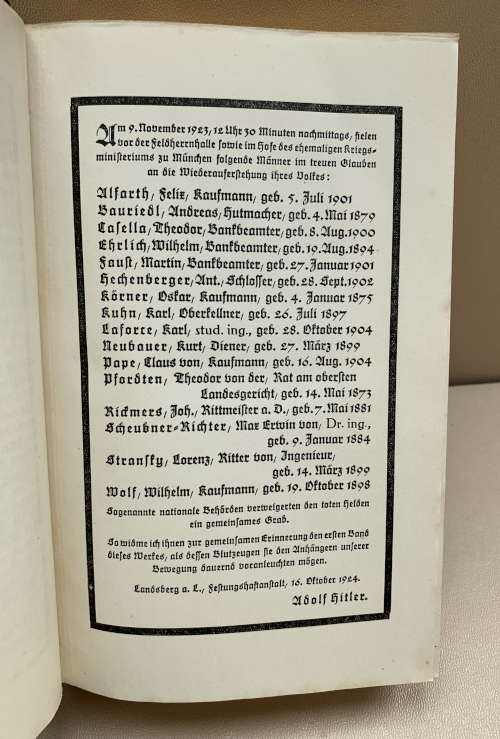 Am 9. November 1923, 12 Uhr 30 Minuten nachmittags, fielen
vor der Feldherrnhalle sowie im Hofe des ehemaligen Kriegs-
ministeriums zu München folgende Männer im treuen Glauben
an die Wiederauferstehung ihres Volkes:
Alfarth, Felix, Kaufmann, geb. 5. Juli 1901
Bauriedl, Andreas, Hutmacher, geb. 4. Mai 1879
Casella, Theodor, Bankbeamter, geb. 8. Aug. 1900
Ehrlich, Wilhelm, Bankbeamter, geb. 19. Aug. 1894
Faust, Martin, Bankbeamter, geb. 27. Januar 1901
Hechenberger, Ant., Schlosser, geb. 28. Sept. 1902
Körner, Oskar, Kaufmann, geb. 4. Januar 1875
Kuhn, Karl, Oberkellner, geb. 26. Juli 1897
Laforce, Karl, stud. ing., geb. 28. Oktober 1904
Neubauer, Kurt, Diener, geb. 27. März 1899
Pape, Claus von, Kaufmann, geb. 16. Aug. 1904
Pfordten, Theodor von der, Rat am obersten
Landesgericht, geb. 14. Mai 1873
Rickmers, Joh., Rittmeister a. D., geb. 7. Mai 1881
Scheubner-Richter, Max Erwin von, Dr. ing.,
geb. 9. Januar 1884
Stransky, Lorenz, Ritter von, Ingenieur,
geb. 14. März 1899
Wolf, Wilhelm, Kaufmann, geb. 19. Oktober 1898
Sogenannte nationale Behörden verweigerten den toten Helden
ein gemeinsames Grab.
So widme ich ihnen zur gemeinsamen Erinnerung den ersten Band
dieses Werkes, als dessen Blutzeugen sie den Anhängern unserer
Bewegung dauernd voranleuchten mögen.
Landsberg a. L., Festungshaftanstalt, 16. Oktober 1924.
Adolf Hitler.